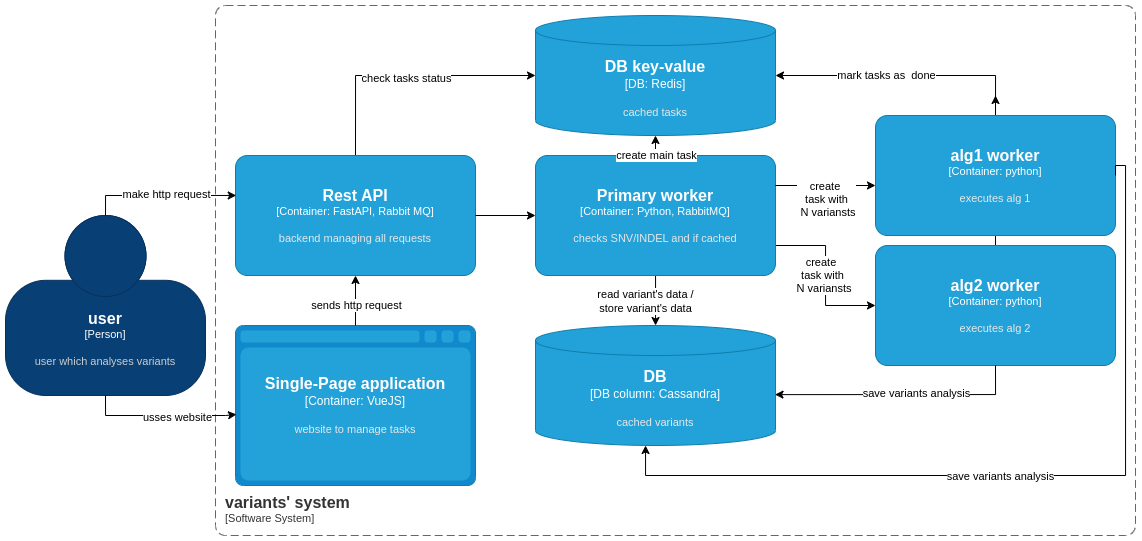 DB key-value
[DB: Redis]
cached tasks
check tasks status
mark tasks as  done
create main task
make http request
Rest API
[Container: FastAPI, Rabbit MQ]
backend managing all requests
Primary worker
[Container: Python, RabbitMQ]
checks SNV/INDEL and if cached
create
task with
N variansts
alg1 worker
[Container: python]
executes alg 1
create
task with
N variansts
alg2 worker
[Container: python]
executes alg 2
user
[Person]
user which analyses variants
sends http request
read variant's data /
store variant's data
Single-Page application
[Container: VueJS]
website to manage tasks
DB
[DB column: Cassandra]
cached variants
save variants analysis
usses website
save variants analysis
variants' system
[Software System]